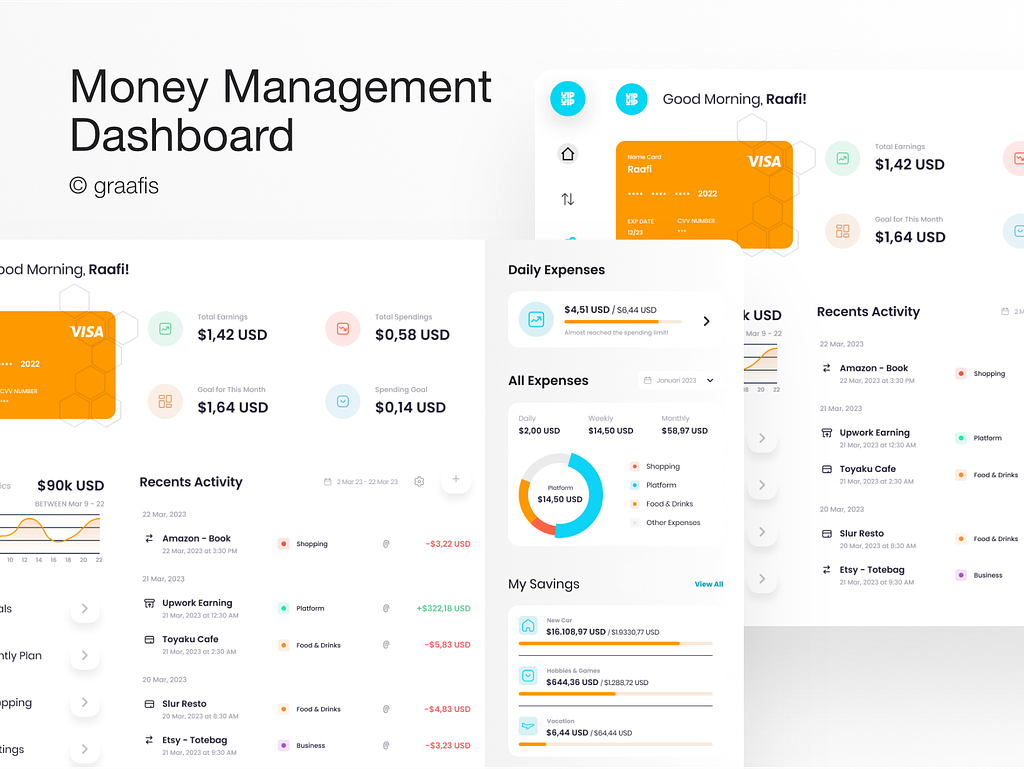 Money Management
Dashboard
© graafis
VIP
VIP
VIP
VIP
Good Morning, Raafi!
Name Card
Raafi
VISA
•••• •••• •••• 2022
EXP DATE
CVV NUMBER
12/23
•••
Total Earnings
$1,42 USD
Goal for This Month
$1,64 USD
ood Morning, Raafi!
VISA
•••• 2022
CVV NUMBER
•••
Total Earnings
$1,42 USD
Total Spendings
$0,58 USD
Goal for This Month
$1,64 USD
Spending Goal
$0,14 USD
ics
$90k USD
BETWEEN Mar 9 - 22
10 12 14 16 18 20 22
als
ntly Plan
opping
tings
Recents Activity
2 Mar 23 - 22 Mar 23
+
22 Mar, 2023
Amazon - Book
22 Mar, 2023 at 3:30 PM
Shopping
@
-$3,22 USD
21 Mar, 2023
Upwork Earning
21 Mar, 2023 at 12:30 AM
Platform
@
+$322,18 USD
Toyaku Cafe
21 Mar, 2023 at 2:30 AM
Food & Drinks
@
-$5,83 USD
20 Mar, 2023
Slur Resto
20 Mar, 2023 at 8:30 AM
Food & Drinks
@
-$4,83 USD
Etsy - Totebag
21 Mar, 2023 at 9:30 AM
Business
@
-$3,23 USD
Daily Expenses
$4,51 USD / $6,44 USD
Almost reached the spending limit!
All Expenses
Januari 2023
Daily
$2,00 USD
Weekly
$14,50 USD
Monthly
$58,97 USD
Platform
$14,50 USD
Shopping
Platform
Food & Drinks
Other Expenses
My Savings
View All
New Car
$16.108,97 USD / $1.9330,77 USD
Hobbies & Games
$644,36 USD / $1.288,72 USD
Vacation
$6,44 USD / $64,44 USD
k USD
Mar 9 - 22
18 20 22
Recents Activity
2 M
22 Mar, 2023
Amazon - Book
22 Mar, 2023 at 3:30 PM
Shopping
21 Mar, 2023
Upwork Earning
21 Mar, 2023 at 12:30 AM
Platform
Toyaku Cafe
21 Mar, 2023 at 2:30 AM
Food & Drinks
20 Mar, 2023
Slur Resto
20 Mar, 2023 at 8:30 AM
Food & Drinks
Etsy - Totebag
21 Mar, 2023 at 9:30 AM
Business